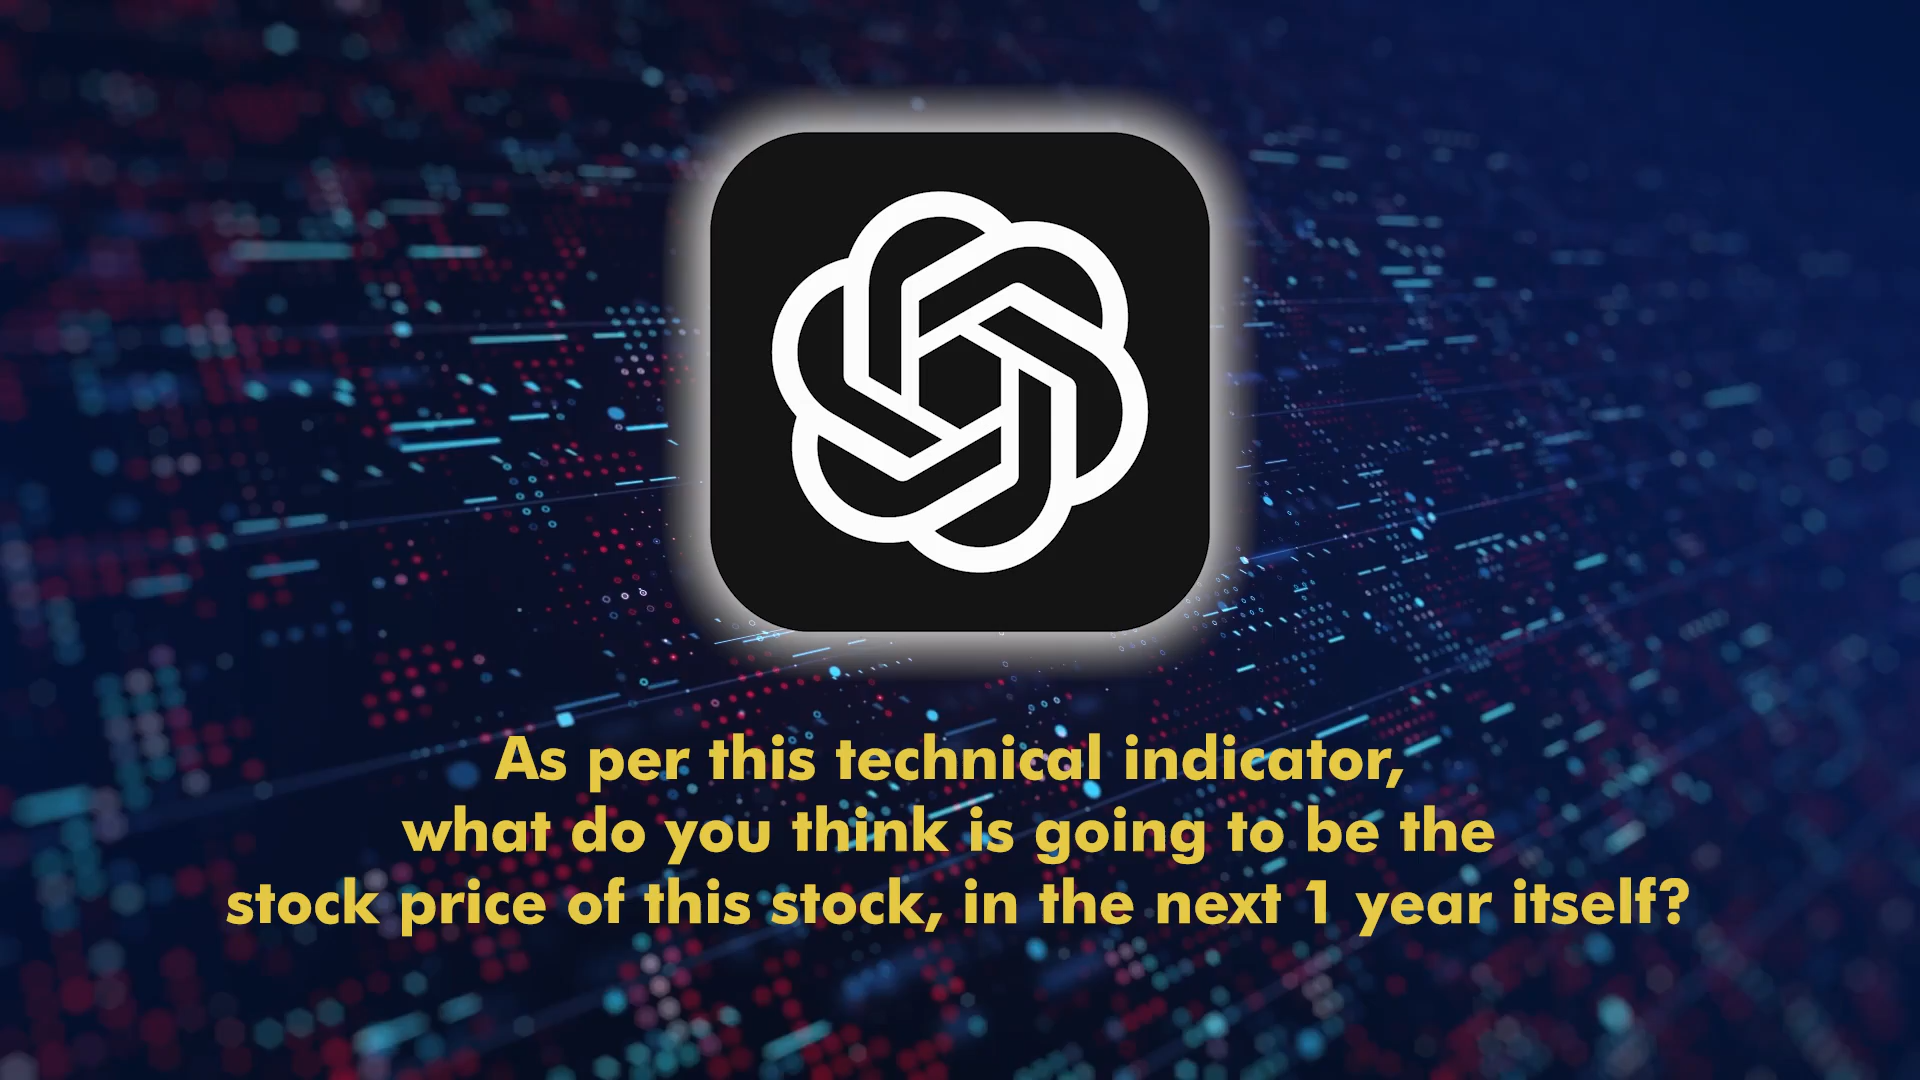 As per this technical indicator,
what do you think is going to be the
stock price of this stock, in the next 1 year itself?